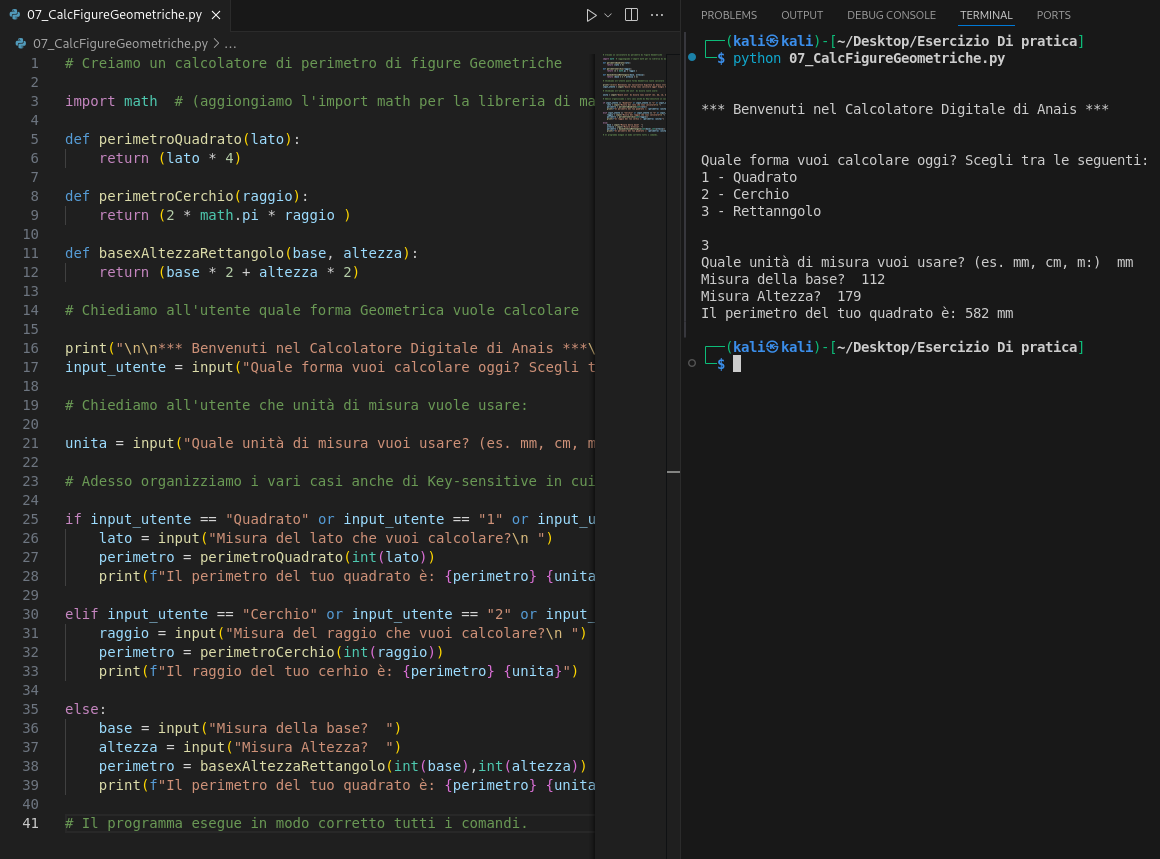 07_CalcFigureGeometriche.py
07_CalcFigureGeometriche.py > ...
1 # Creiamo un calcolatore di perimetro di figure Geometriche
2
3 import math  # (aggiongiamo l'import math per la libreria di ma
4
5 def perimetroQuadrato(lato):
6     return (lato * 4)
7
8 def perimetroCerchio(raggio):
9     return (2 * math.pi * raggio )
10
11 def basexAltezzaRettangolo(base, altezza):
12     return (base * 2 + altezza * 2)
13
14 # Chiediamo all'utente quale forma Geometrica vuole calcolare
15
16 print("\n\n*** Benvenuti nel Calcolatore Digitale di Anais ***\
17 input_utente = input("Quale forma vuoi calcolare oggi? Scegli t
18
19 # Chiediamo all'utente che unità di misura vuole usare:
20
21 unita = input("Quale unità di misura vuoi usare? (es. mm, cm, m
22
23 # Adesso organizziamo i vari casi anche di Key-sensitive in cui
24
25 if input_utente == "Quadrato" or input_utente == "1" or input_u
26     lato = input("Misura del lato che vuoi calcolare?\n ")
27     perimetro = perimetroQuadrato(int(lato))
28     print(f"Il perimetro del tuo quadrato è: {perimetro} {unita
29
30 elif input_utente == "Cerchio" or input_utente == "2" or input_
31     raggio = input("Misura del raggio che vuoi calcolare?\n ")
32     perimetro = perimetroCerchio(int(raggio))
33     print(f"Il raggio del tuo cerhio è: {perimetro} {unita}")
34
35 else:
36     base = input("Misura della base?  ")
37     altezza = input("Misura Altezza?  ")
38     perimetro = basexAltezzaRettangolo(int(base),int(altezza))
39     print(f"Il perimetro del tuo quadrato è: {perimetro} {unita
40
41 # Il programma esegue in modo corretto tutti i comandi.
PROBLEMS OUTPUT DEBUG CONSOLE TERMINAL PORTS
┌──(kali㉿kali)-[~/Desktop/Esercizio Di pratica]
└─$ python 07_CalcFigureGeometriche.py
*** Benvenuti nel Calcolatore Digitale di Anais ***
Quale forma vuoi calcolare oggi? Scegli tra le seguenti:
1 - Quadrato
2 - Cerchio
3 - Rettanngolo
3
Quale unità di misura vuoi usare? (es. mm, cm, m:)  mm
Misura della base?  112
Misura Altezza?  179
Il perimetro del tuo quadrato è: 582 mm
┌──(kali㉿kali)-[~/Desktop/Esercizio Di pratica]
└─$